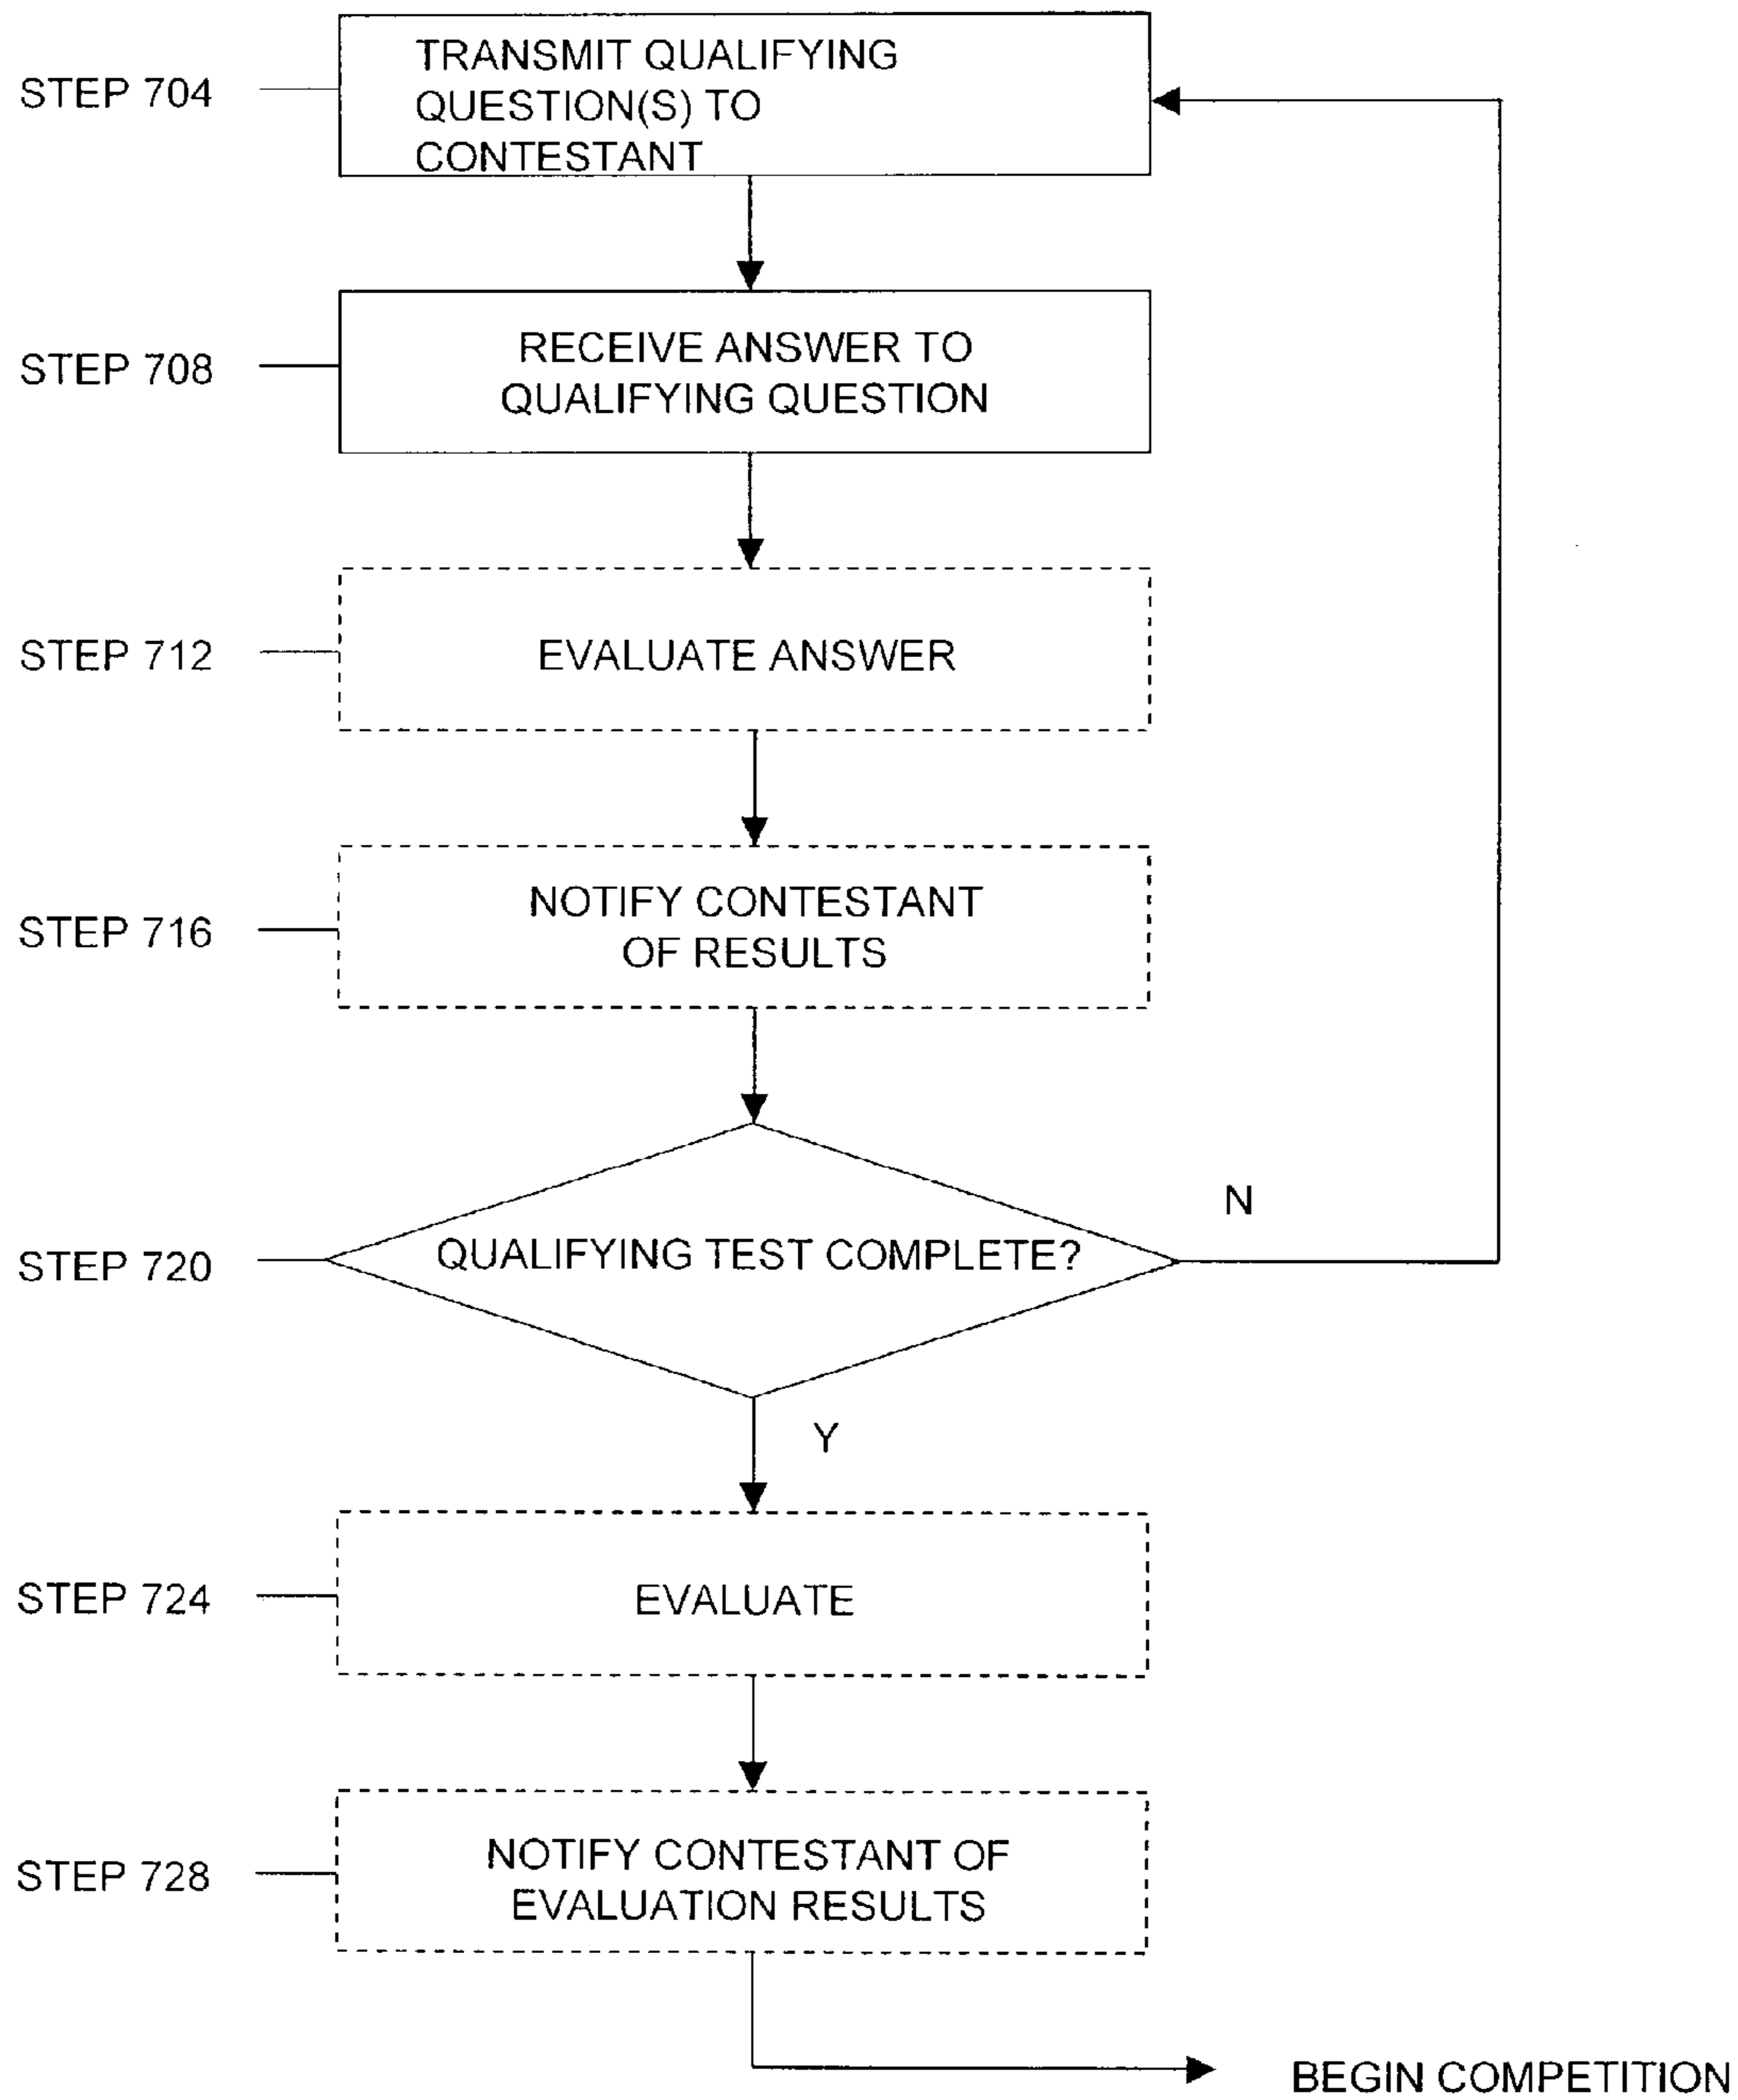 STEP 704
TRANSMIT QUALIFYING
QUESTION(S) TO
CONTESTANT
STEP 708
RECEIVE ANSWER TO
QUALIFYING QUESTION
STEP 712
EVALUATE ANSWER
STEP 716
NOTIFY CONTESTANT
OF RESULTS
STEP 720
QUALIFYING TEST COMPLETE?
N
Y
STEP 724
EVALUATE
STEP 728
NOTIFY CONTESTANT OF
EVALUATION RESULTS
BEGIN COMPETITION